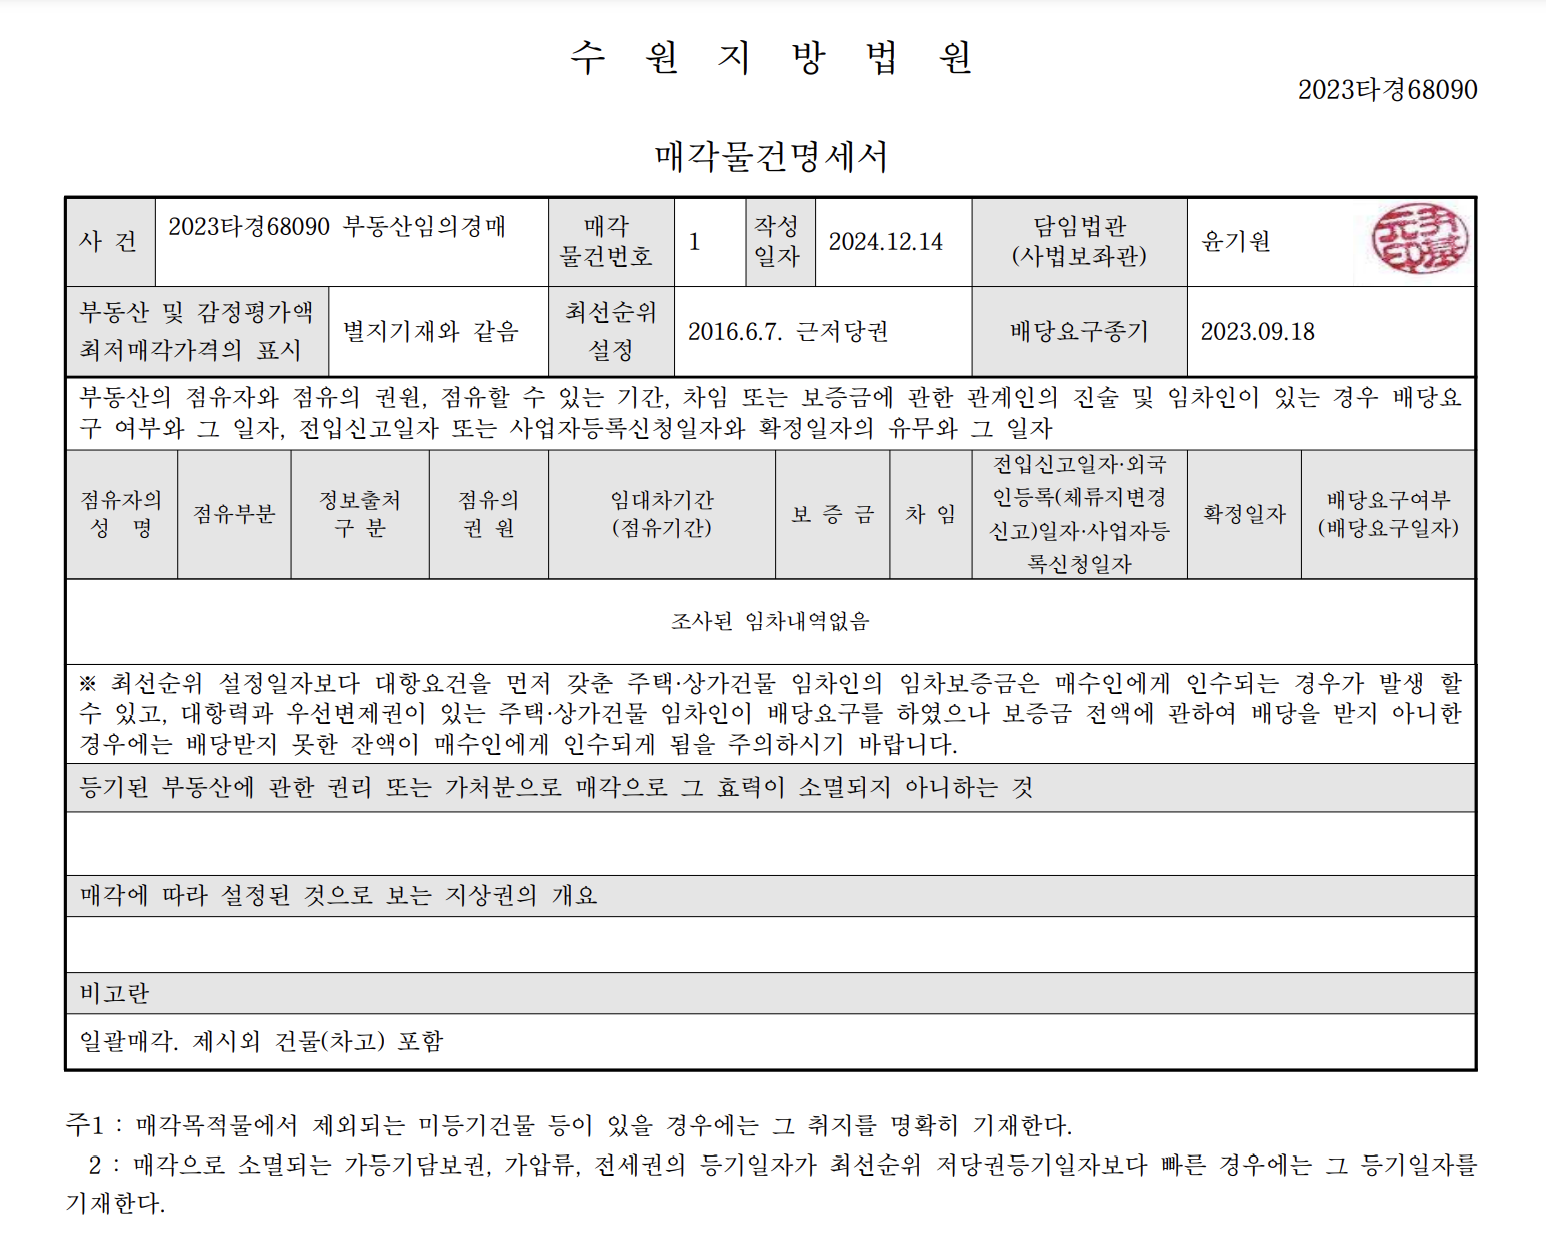 수 원 지 방 법 원
2023타경68090
매각물건명세서
사 건
2023타경68090 부동산임의경매
매각
물건번호
1
작성
일자
2024.12.14
담임법관
(사법보좌관)
윤기원
부동산 및 감정평가액
최저매각가격의 표시
별지기재와 같음
최선순위
설정
2016.6.7. 근저당권
배당요구종기
2023.09.18
부동산의 점유자와 점유의 권원, 점유할 수 있는 기간, 차임 또는 보증금에 관한 관계인의 진술 및 임차인이 있는 경우 배당요
구 여부와 그 일자, 전입신고일자 또는 사업자등록신청일자와 확정일자의 유무와 그 일자
점유자의
성 명
점유부분
정보출처
구 분
점유의
권 원
임대차기간
(점유기간)
보 증 금
차 임
전입신고일자·외국
인등록(체류지변경
신고)일자·사업자등
록신청일자
확정일자
배당요구여부
(배당요구일자)
조사된 임차내역없음
※ 최선순위 설정일자보다 대항요건을 먼저 갖춘 주택·상가건물 임차인의 임차보증금은 매수인에게 인수되는 경우가 발생 할
수 있고, 대항력과 우선변제권이 있는 주택·상가건물 임차인이 배당요구를 하였으나 보증금 전액에 관하여 배당을 받지 아니한
경우에는 배당받지 못한 잔액이 매수인에게 인수되게 됨을 주의하시기 바랍니다.
등기된 부동산에 관한 권리 또는 가처분으로 매각으로 그 효력이 소멸되지 아니하는 것
매각에 따라 설정된 것으로 보는 지상권의 개요
비고란
일괄매각. 제시외 건물(차고) 포함
주1 : 매각목적물에서 제외되는 미등기건물 등이 있을 경우에는 그 취지를 명확히 기재한다.
2 : 매각으로 소멸되는 가등기담보권, 가압류, 전세권의 등기일자가 최선순위 저당권등기일자보다 빠른 경우에는 그 등기일자를
기재한다.